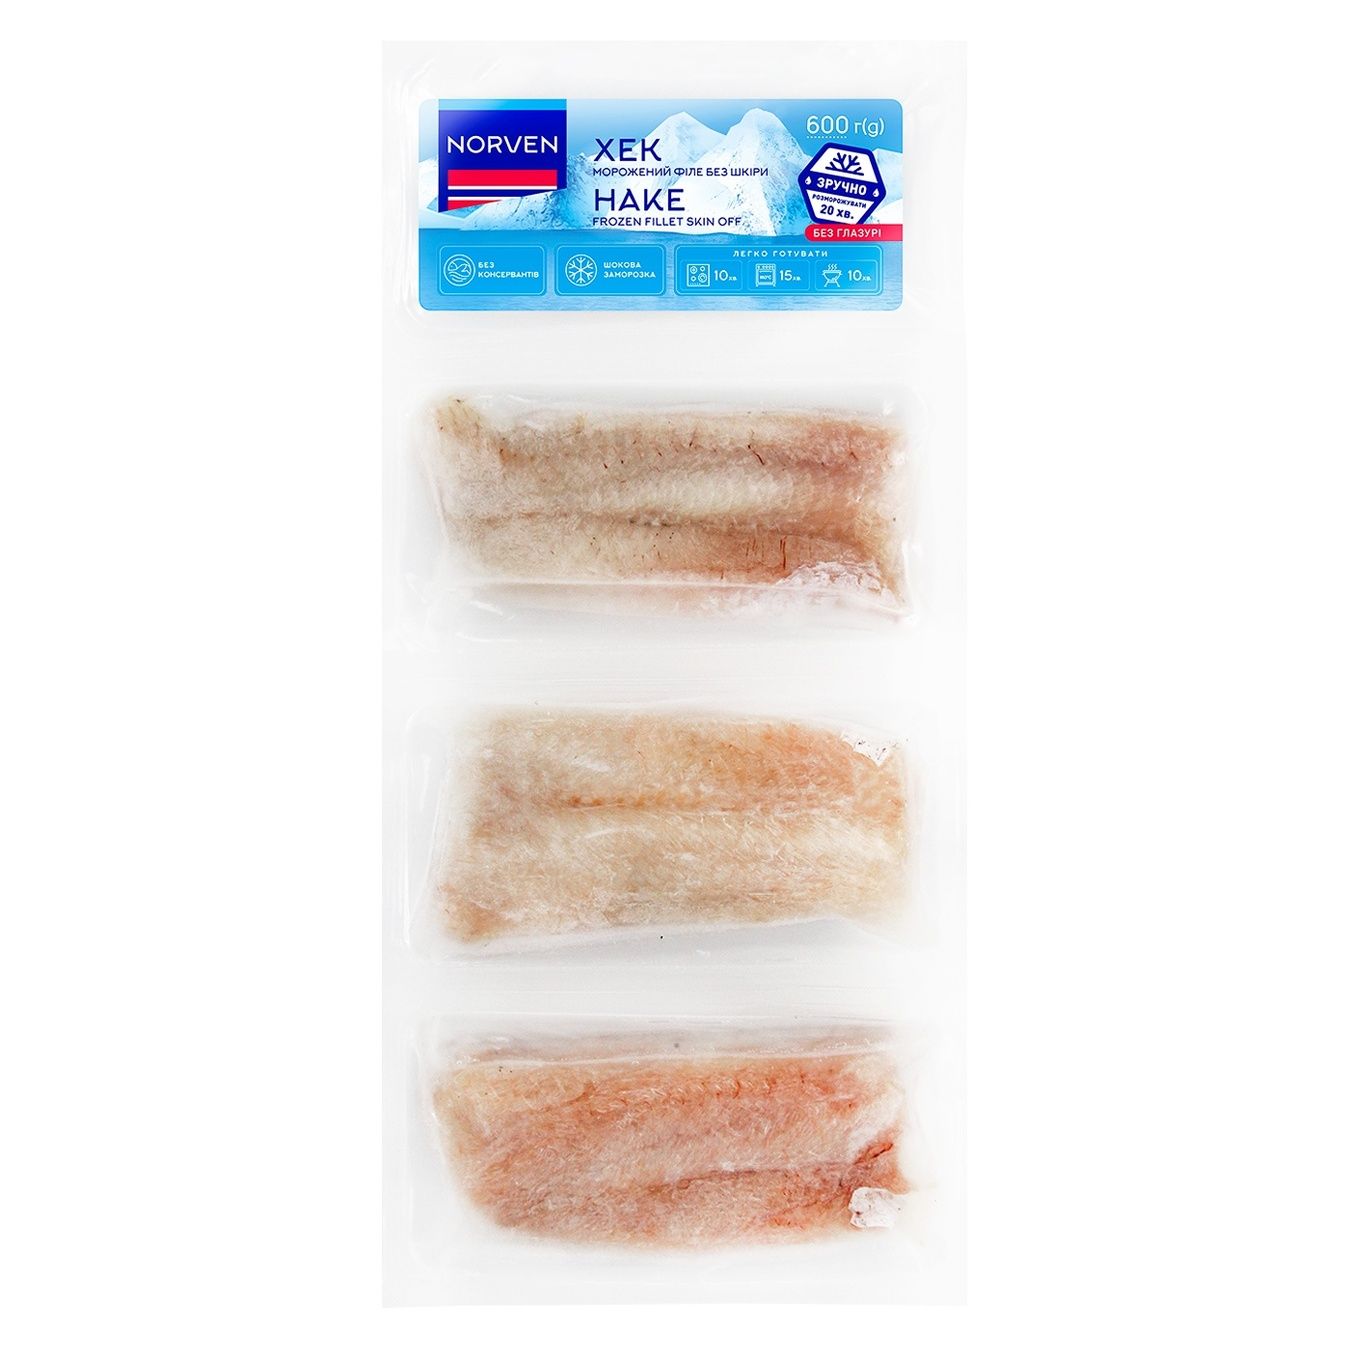 NORVEN
ХЕК
МОРОЖЕНИЙ ФІЛЕ БЕЗ ШКІРИ
HAKE
FROZEN FILLET SKIN OFF
600 г(g)
ЗРУЧНО
РОЗМОРОЖУВАТИ
20 ХВ.
БЕЗ ГЛАЗУРІ
БЕЗ
КОНСЕРВАНТІВ
ШОКОВА
ЗАМОРОЗКА
ЛЕГКО ГОТУВАТИ
10 ХВ.
15 ХВ.
10 ХВ.